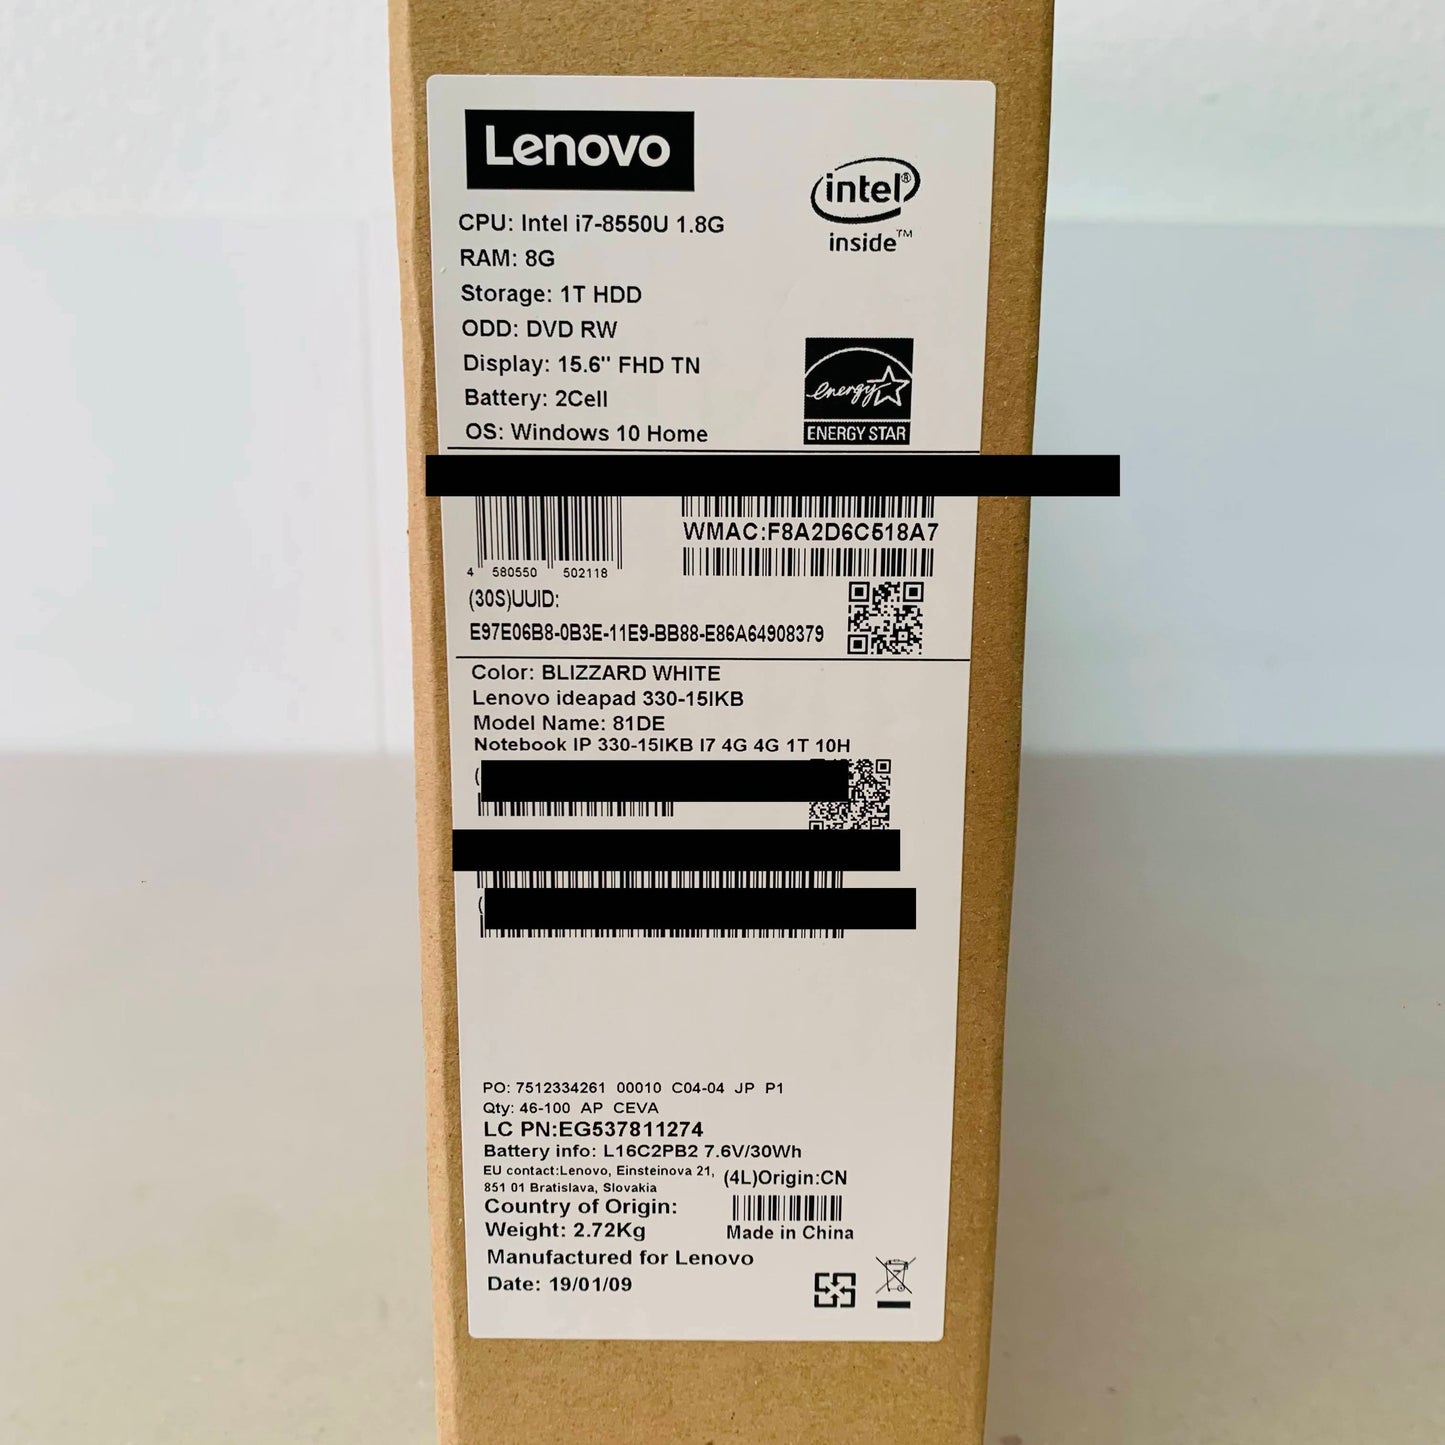 Lenovo
intel®
inside™
CPU: Intel i7-8550U 1.8G
RAM: 8G
Storage: 1T HDD
ODD: DVD RW
Display: 15.6" FHD TN
Battery: 2Cell
OS: Windows 10 Home
energy
ENERGY STAR
WMAC:F8A2D6C518A7
4 580550 502118
(30S)UUID:
E97E06B8-0B3E-11E9-BB88-E86A64908379
Color: BLIZZARD WHITE
Lenovo ideapad 330-15IKB
Model Name: 81DE
Notebook IP 330-15IKB I7 4G 4G 1T 10H
(
(
PO: 7512334261 00010 C04-04 JP P1
Qty: 46-100 AP CEVA
LC PN:EG537811274
Battery info: L16C2PB2 7.6V/30Wh
EU contact:Lenovo, Einsteinova 21,
851 01 Bratislava, Slovakia
(4L)Origin:CN
Country of Origin:
Made in China
Weight: 2.72Kg
Manufactured for Lenovo
Date: 19/01/09